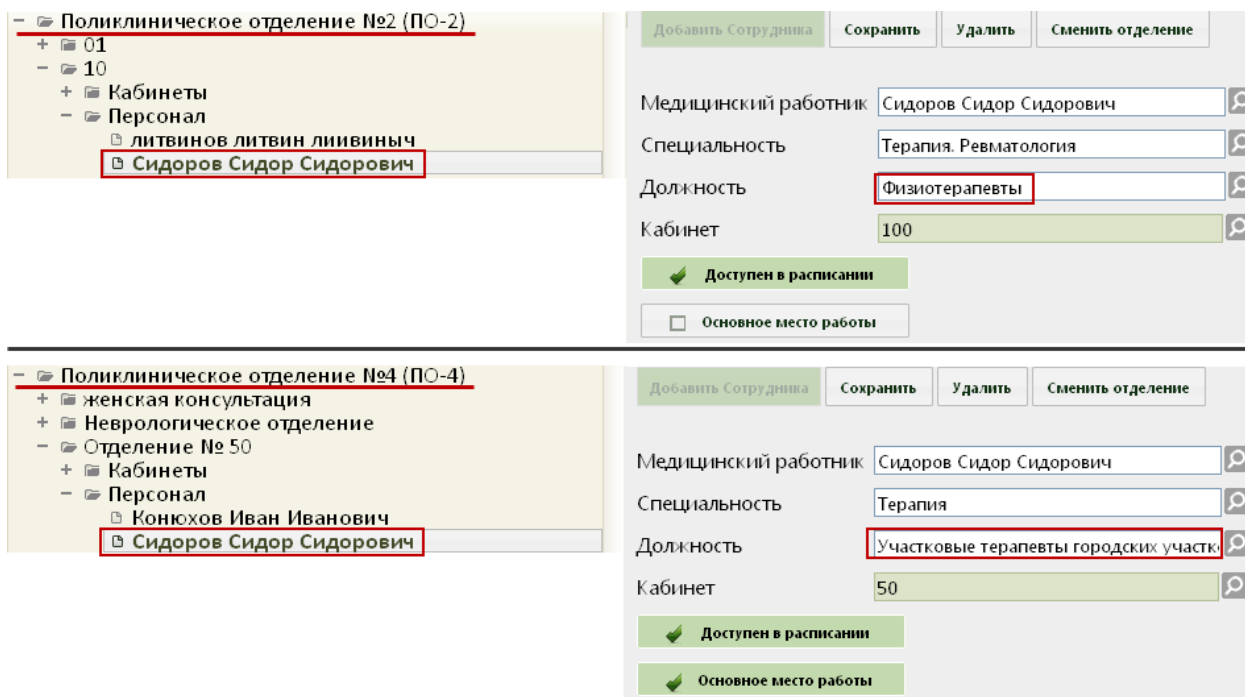 Поликлиническое отделение №2 (ПО-2)
01
10
Кабинеты
Персонал
литвинов литвин лиивиныч
Сидоров Сидор Сидорович
Добавить Сотрудника Сохранить Удалить Сменить отделение
Медицинский работник Сидоров Сидор Сидорович
Специальность Терапия. Ревматология
Должность Физиотерапевты
Кабинет 100
Доступен в расписании
Основное место работы
Поликлиническое отделение №4 (ПО-4)
женская консультация
Неврологическое отделение
Отделение № 50
Кабинеты
Персонал
Конюхов Иван Иванович
Сидоров Сидор Сидорович
Добавить Сотрудника Сохранить Удалить Сменить отделение
Медицинский работник Сидоров Сидор Сидорович
Специальность Терапия
Должность Участковые терапевты городских участк
Кабинет 50
Доступен в расписании
Основное место работы